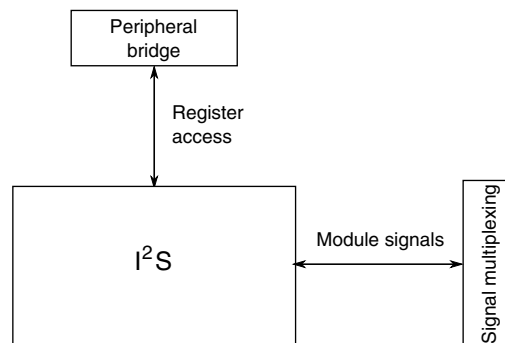 Peripheral
bridge
Register
access
I²S
Module signals
Signal multiplexing